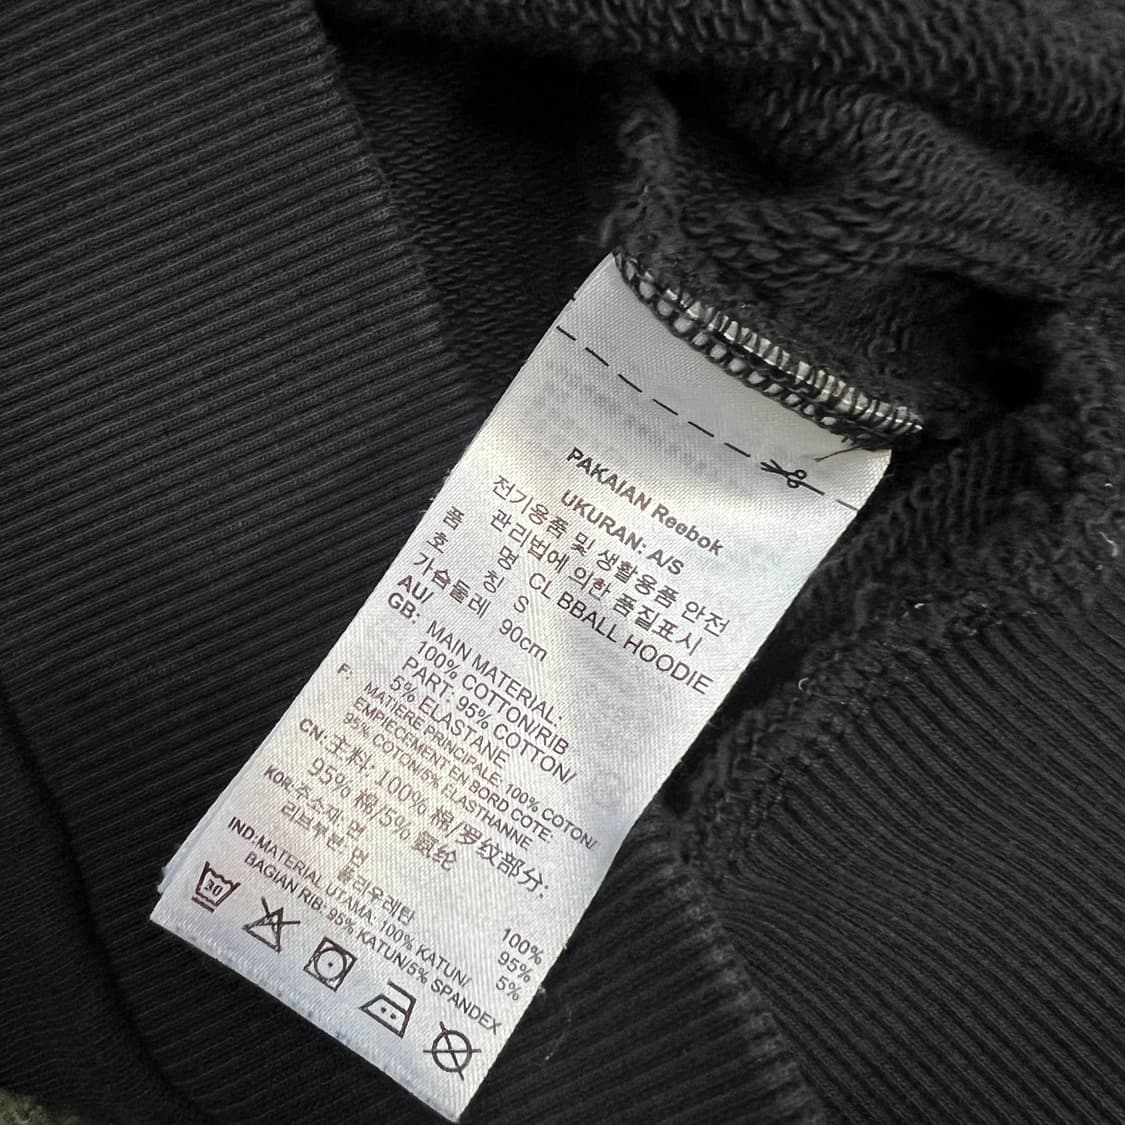 PAKAIAN Reebok
UKURAN: A/S
전기용품 및 생활용품 안전
관리법에 의한 품질표시
품 명 CL BBALL HOODIE
호 칭 S
가슴둘레 90cm
AU/
GB: MAIN MATERIAL:
100% COTTON/RIB
PART: 95% COTTON/
5% ELASTANE
F: MATIÈRE PRINCIPALE: 100% COTON/
EMPIECEMENT EN BORD COTE:
95% COTON/5% ELASTHANNE
CN: 主料: 100% 棉/罗纹部分:
95% 棉/5% 氨纶
KOR: 주소재: 면 100%
리브부분: 면 95%
폴리우레탄 5%
IND: MATERIAL UTAMA: 100% KATUN/
BAGIAN RIB: 95% KATUN/5% SPANDEX
30